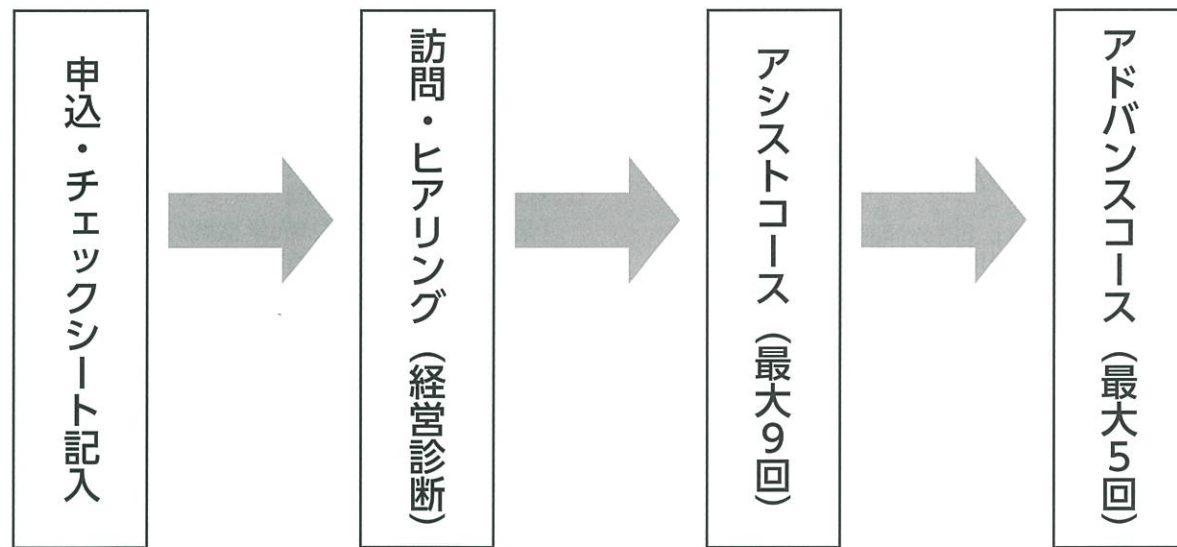 申込・チェックシート記入
訪問・ヒアリング（経営診断）
アシストコース（最大9回）
アドバンスコース（最大5回）